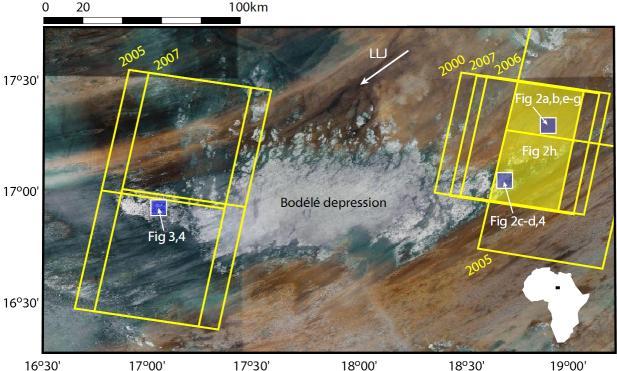 0 20 100km
2005
2007
LLJ
2000
2007
2006
17°30'
Fig 2a,b,e-g
Fig 2h
17°00'
Bodélé depression
Fig 3,4
Fig 2c-d,4
2005
16°30'
16°30' 17°00' 17°30' 18°00' 18°30' 19°00'